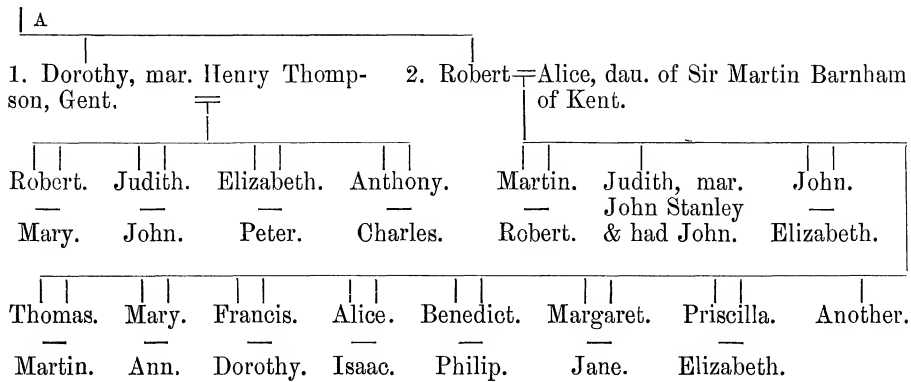 A
1. Dorothy, mar. Henry Thomp- 2. Robert Alice, dau. of Sir Martin Barnham
son, Gent. of Kent.
Robert. Judith. Elizabeth. Anthony. Martin. Judith, mar. John.
— — — — — John Stanley —
Mary. John. Peter. Charles. Robert. & had John. Elizabeth.
Thomas. Mary. Francis. Alice. Benedict. Margaret. Priscilla. Another.
— — — — — — —
Martin. Ann. Dorothy. Isaac. Philip. Jane. Elizabeth.